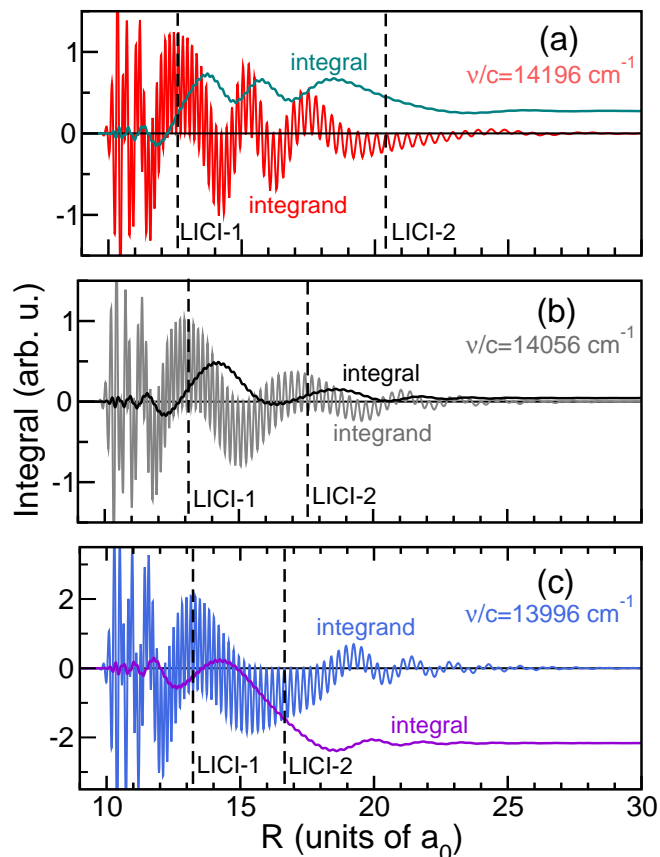 (a)
1
integral
ν/c=14196 cm⁻¹
0
integrand
-1
LICI-1
LICI-2
(b)
1
ν/c=14056 cm⁻¹
integral
0
integrand
-1
LICI-1
LICI-2
Integral (arb. u.)
(c)
2
ν/c=13996 cm⁻¹
integrand
0
integral
-2
LICI-1
LICI-2
10 15 20 25 30
R (units of a₀)